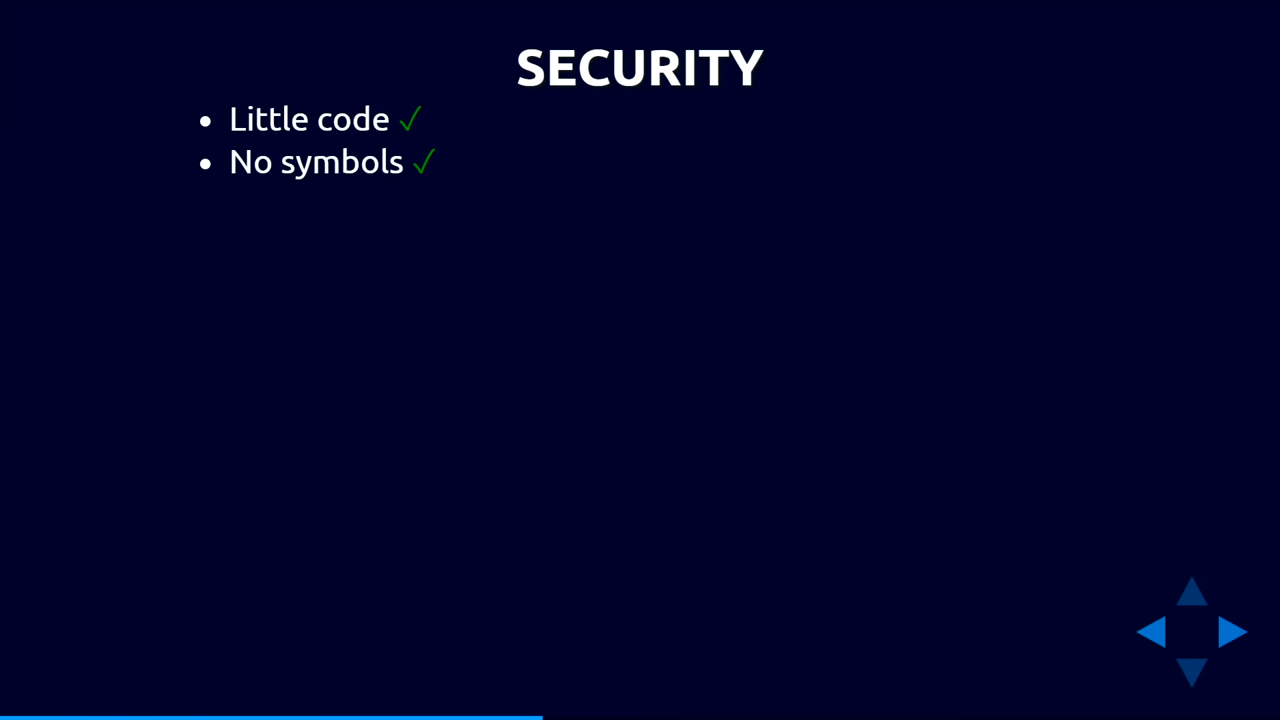 SECURITY
• Little code ✓
• No symbols ✓